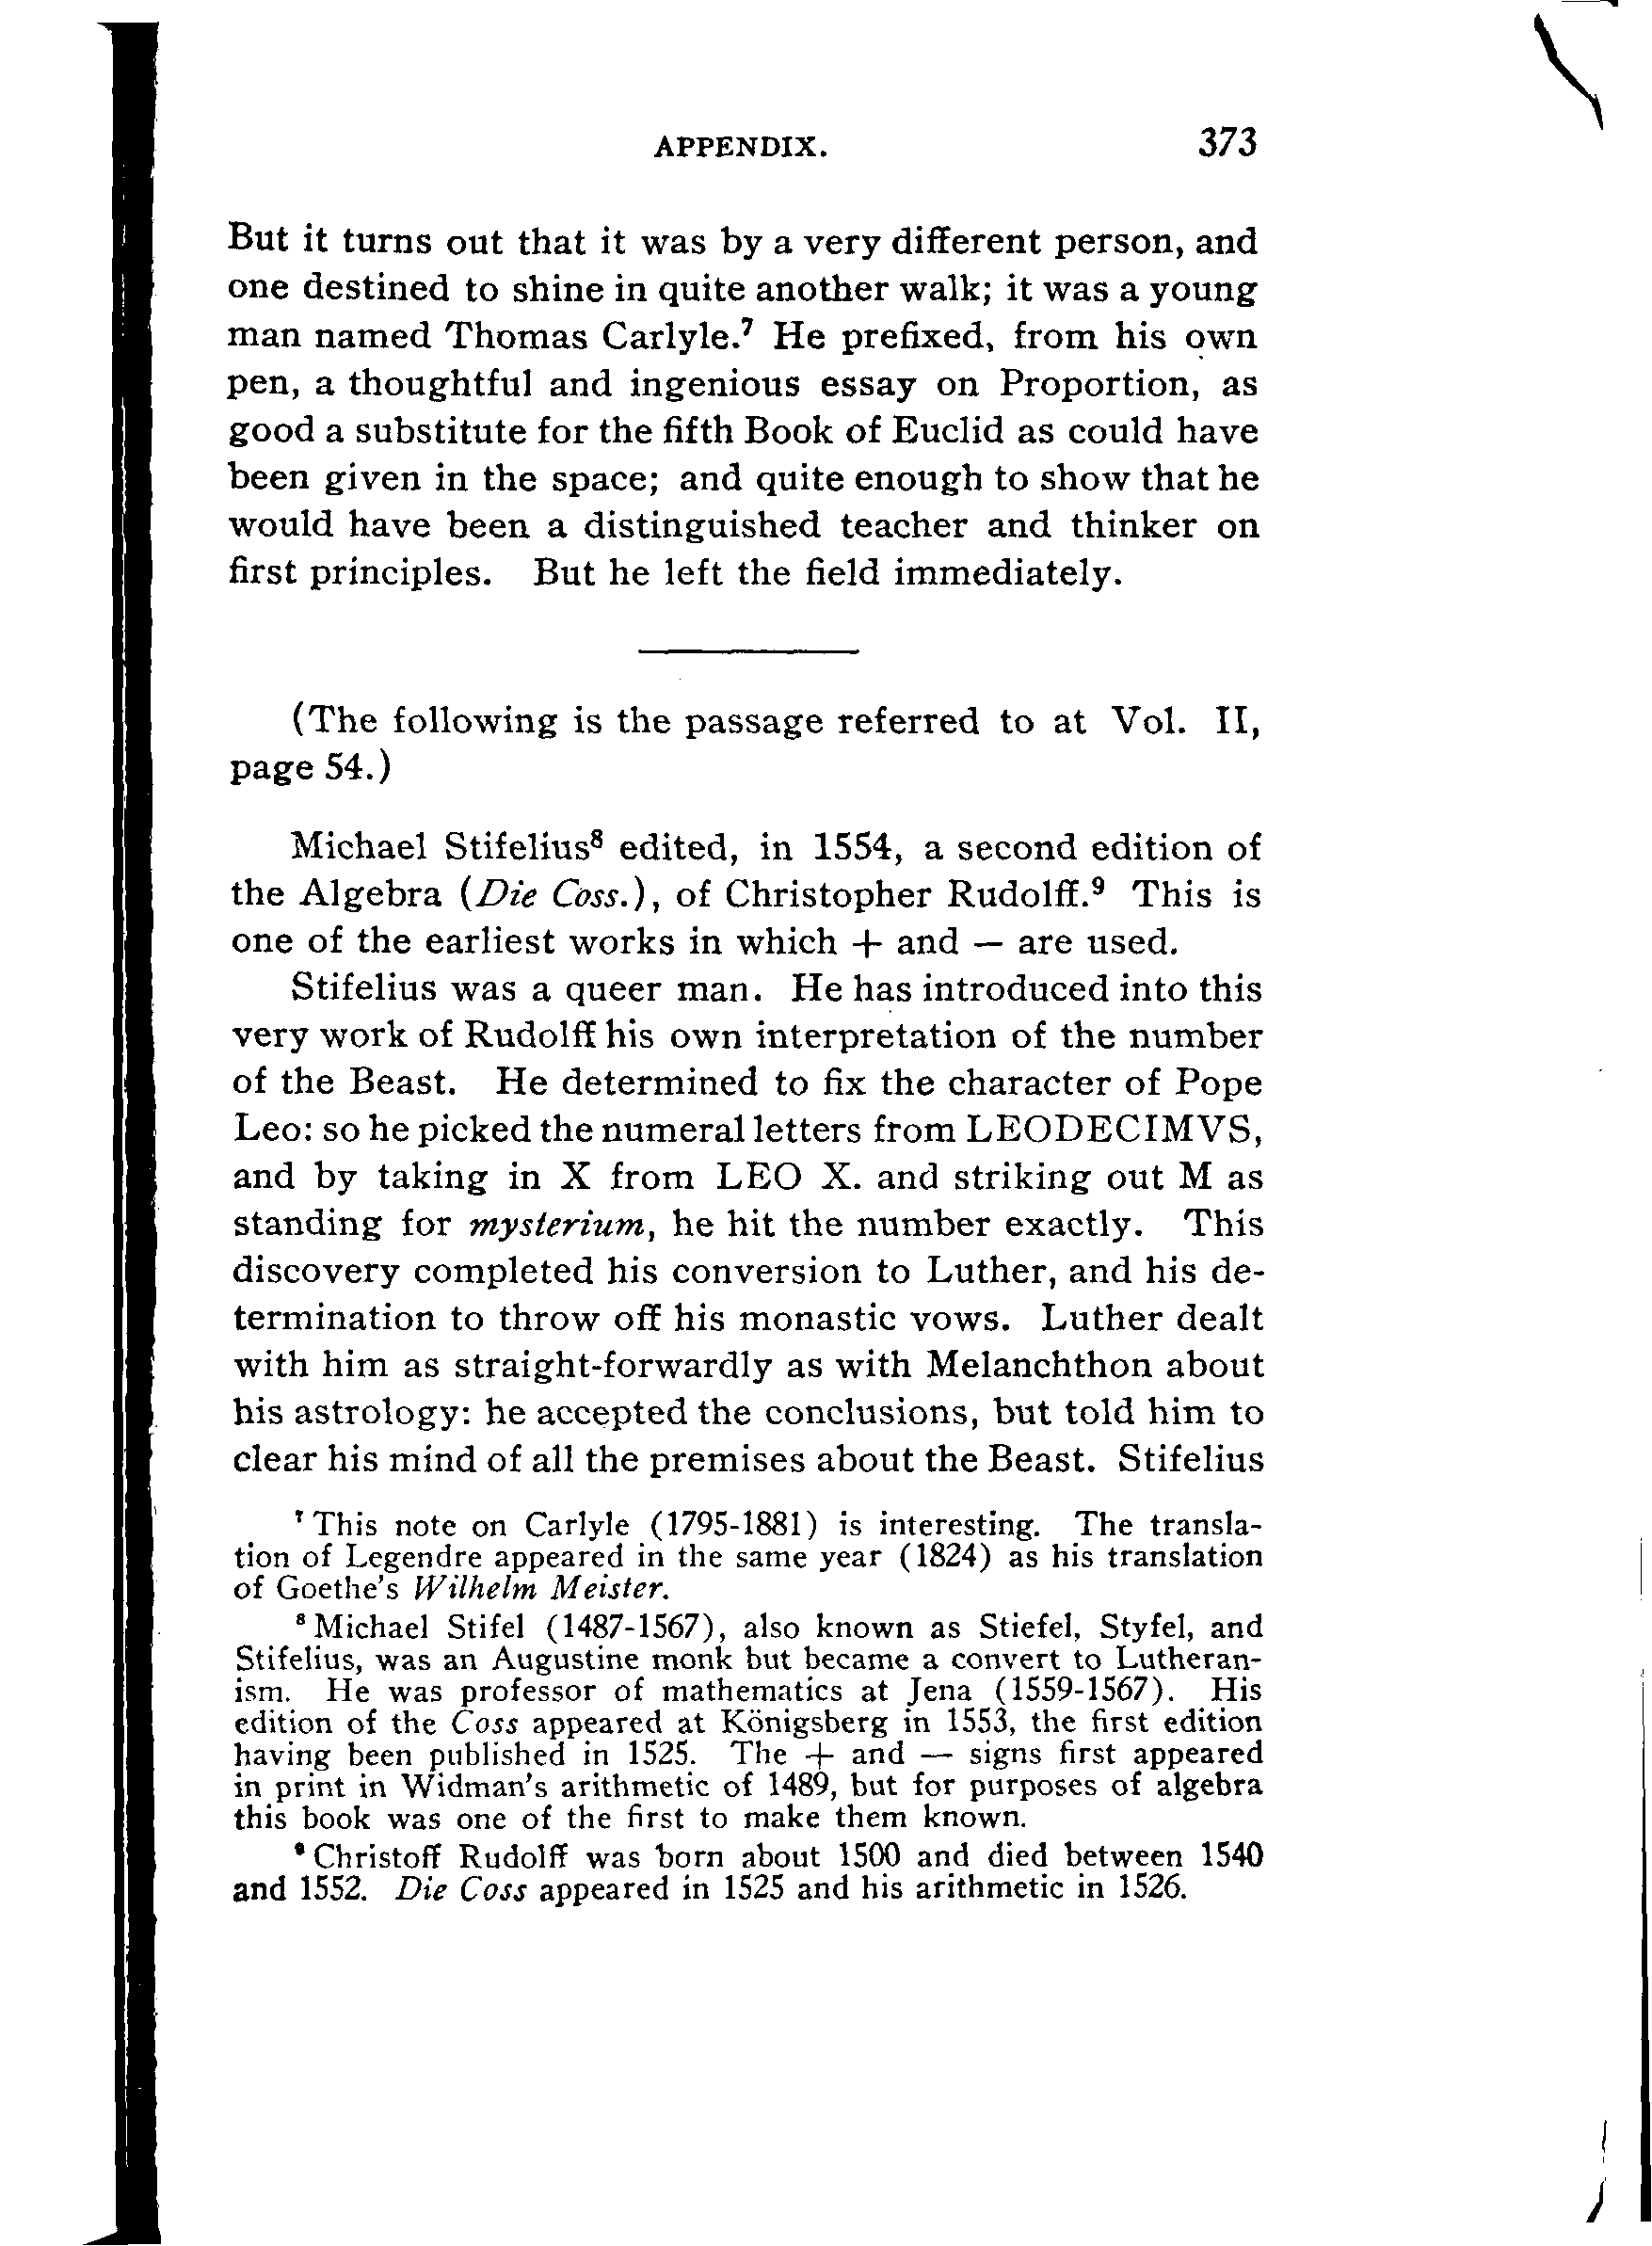 APPENDIX. 373
But it turns out that it was by a very different person, and
one destined to shine in quite another walk; it was a young
man named Thomas Carlyle.⁷ He prefixed, from his own
pen, a thoughtful and ingenious essay on Proportion, as
good a substitute for the fifth Book of Euclid as could have
been given in the space; and quite enough to show that he
would have been a distinguished teacher and thinker on
first principles. But he left the field immediately.
(The following is the passage referred to at Vol. II,
page 54.)
Michael Stifelius⁸ edited, in 1554, a second edition of
the Algebra (Die Coss.), of Christopher Rudolff.⁹ This is
one of the earliest works in which + and — are used.
Stifelius was a queer man. He has introduced into this
very work of Rudolff his own interpretation of the number
of the Beast. He determined to fix the character of Pope
Leo: so he picked the numeral letters from LEODECIMVS,
and by taking in X from LEO X. and striking out M as
standing for mysterium, he hit the number exactly. This
discovery completed his conversion to Luther, and his de-
termination to throw off his monastic vows. Luther dealt
with him as straight-forwardly as with Melanchthon about
his astrology: he accepted the conclusions, but told him to
clear his mind of all the premises about the Beast. Stifelius
⁷ This note on Carlyle (1795-1881) is interesting. The transla-
tion of Legendre appeared in the same year (1824) as his translation
of Goethe's Wilhelm Meister.
⁸ Michael Stifel (1487-1567), also known as Stiefel, Styfel, and
Stifelius, was an Augustine monk but became a convert to Lutheran-
ism. He was professor of mathematics at Jena (1559-1567). His
edition of the Coss appeared at Königsberg in 1553, the first edition
having been published in 1525. The + and — signs first appeared
in print in Widman's arithmetic of 1489, but for purposes of algebra
this book was one of the first to make them known.
⁹ Christoff Rudolff was born about 1500 and died between 1540
and 1552. Die Coss appeared in 1525 and his arithmetic in 1526.